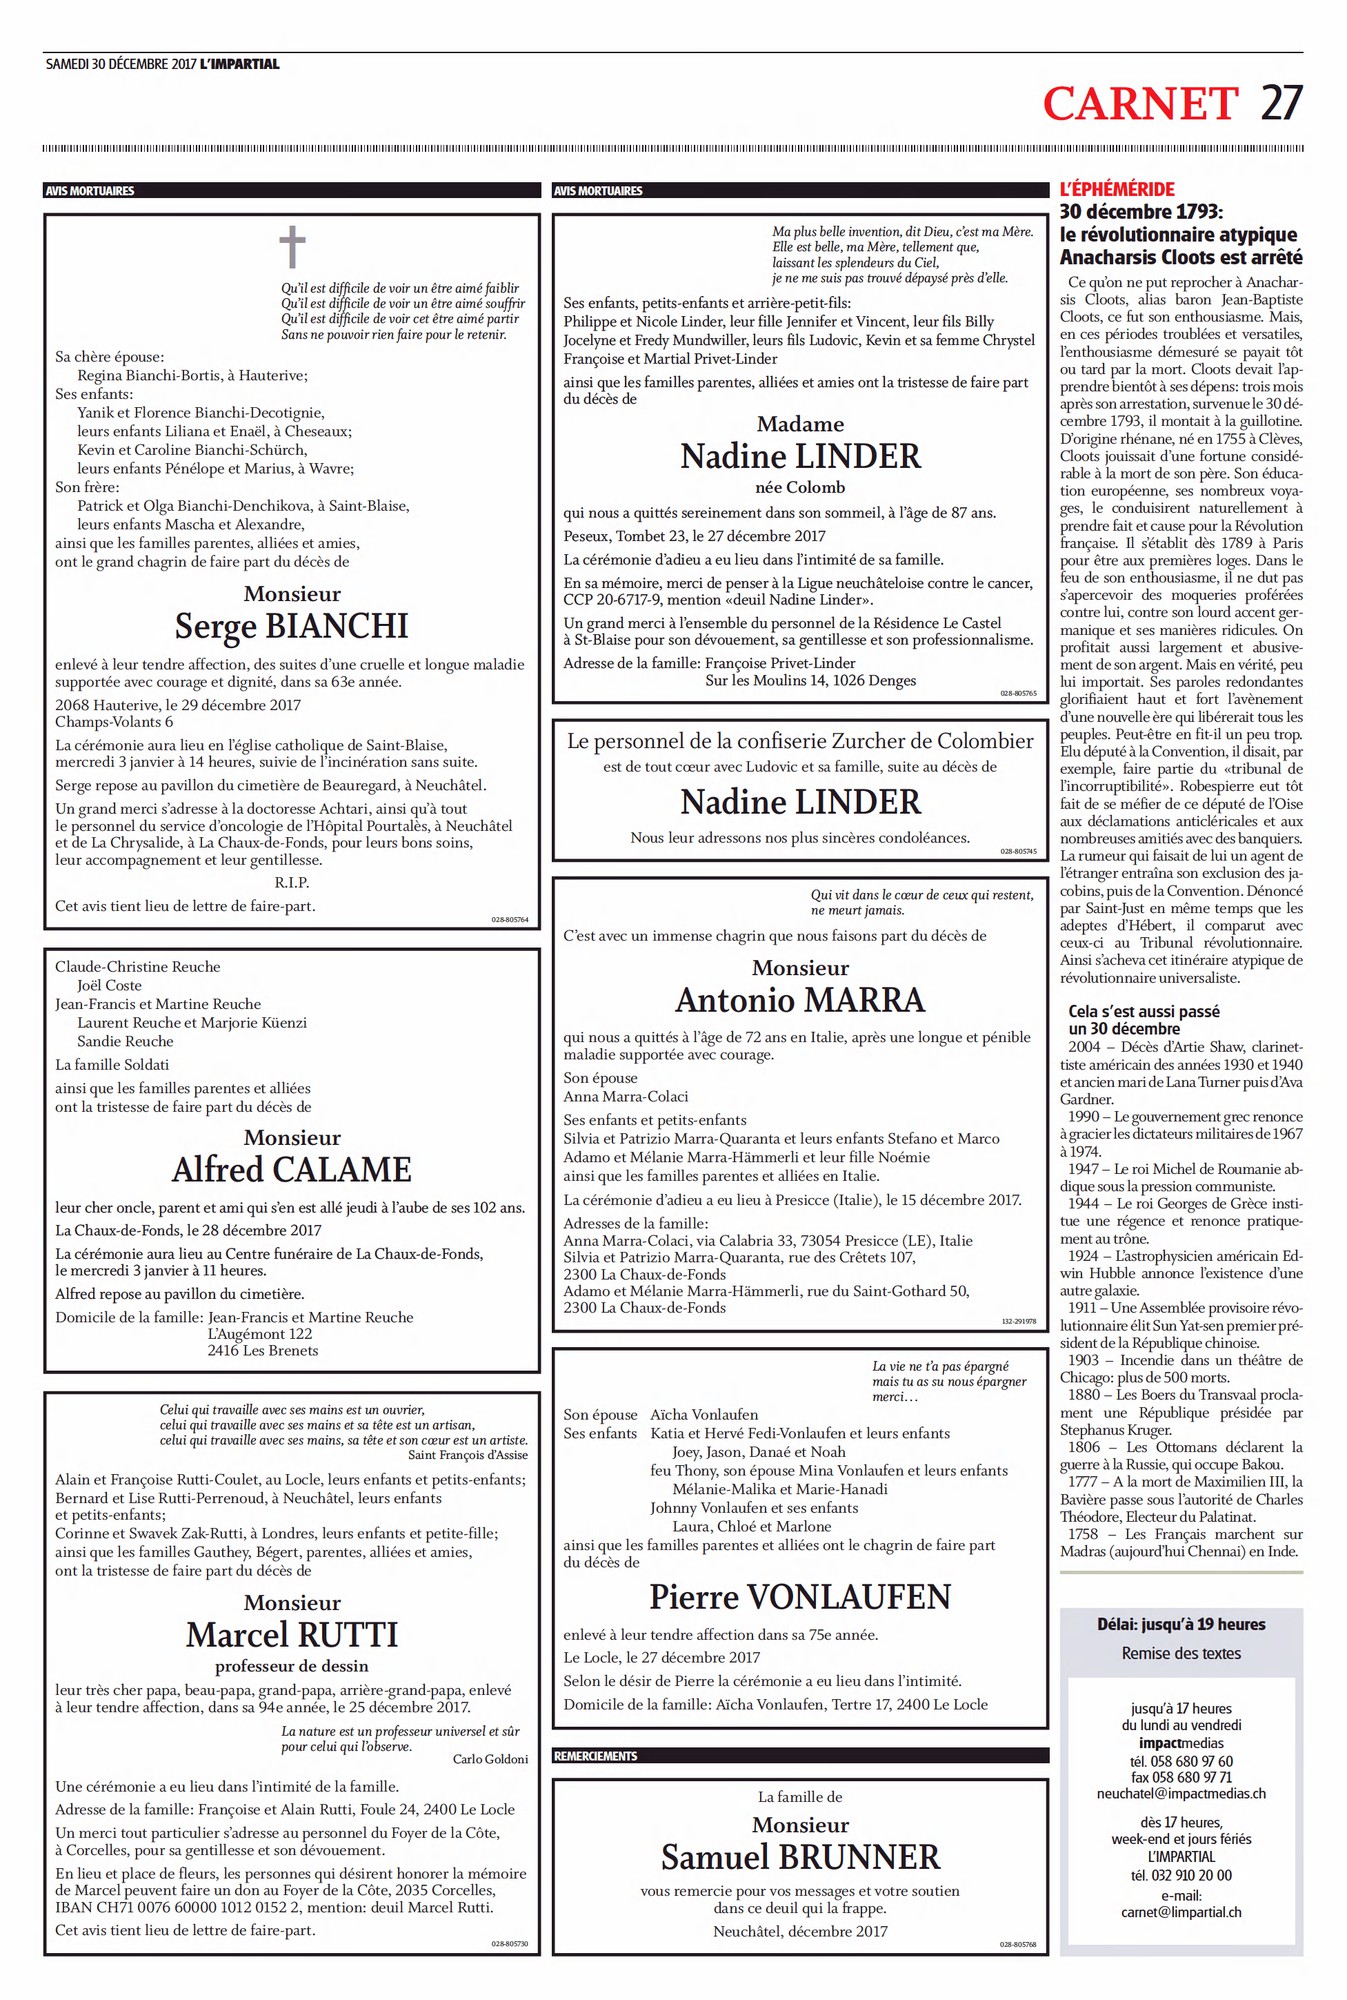 SAMEDI 30 DÉCEMBRE 2017 L'IMPARTIAL
CARNET 27
AVIS MORTUAIRES
Qu'il est difficile de voir un être aimé faiblir
Qu'il est difficile de voir un être aimé souffrir
Qu'il est difficile de voir cet être aimé partir
Sans ne pouvoir rien faire pour le retenir.
Sa chère épouse:
Regina Bianchi-Bortis, à Hauterive;
Ses enfants:
Yanik et Florence Bianchi-Decotignie,
leurs enfants Liliana et Enaël, à Cheseaux;
Kevin et Caroline Bianchi-Schürch,
leurs enfants Pénélope et Marius, à Wavre;
Son frère:
Patrick et Olga Bianchi-Denchikova, à Saint-Blaise,
leurs enfants Mascha et Alexandre,
ainsi que les familles parentes, alliées et amies,
ont le grand chagrin de faire part du décès de
Monsieur
Serge BIANCHI
enlevé à leur tendre affection, des suites d'une cruelle et longue maladie
supportée avec courage et dignité, dans sa 63e année.
2068 Hauterive, le 29 décembre 2017
Champs-Volants 6
La cérémonie aura lieu en l'église catholique de Saint-Blaise,
mercredi 3 janvier à 14 heures, suivie de l'incinération sans suite.
Serge repose au pavillon du cimetière de Beauregard, à Neuchâtel.
Un grand merci s'adresse à la doctoresse Achtari, ainsi qu'à tout
le personnel du service d'oncologie de l'Hôpital Pourtalès, à Neuchâtel
et de La Chrysalide, à La Chaux-de-Fonds, pour leurs bons soins,
leur accompagnement et leur gentillesse.
R.I.P.
Cet avis tient lieu de lettre de faire-part.
028-805764
Claude-Christine Reuche
Joël Coste
Jean-Francis et Martine Reuche
Laurent Reuche et Marjorie Küenzi
Sandie Reuche
La famille Soldati
ainsi que les familles parentes et alliées
ont la tristesse de faire part du décès de
Monsieur
Alfred CALAME
leur cher oncle, parent et ami qui s'en est allé jeudi à l'aube de ses 102 ans.
La Chaux-de-Fonds, le 28 décembre 2017
La cérémonie aura lieu au Centre funéraire de La Chaux-de-Fonds,
le mercredi 3 janvier à 11 heures.
Alfred repose au pavillon du cimetière.
Domicile de la famille: Jean-Francis et Martine Reuche
L'Augémont 122
2416 Les Brenets
Celui qui travaille avec ses mains est un ouvrier,
celui qui travaille avec ses mains et sa tête est un artisan,
celui qui travaille avec ses mains, sa tête et son cœur est un artiste.
Saint François d'Assise
Alain et Françoise Rutti-Coulet, au Locle, leurs enfants et petits-enfants;
Bernard et Lise Rutti-Perrenoud, à Neuchâtel, leurs enfants
et petits-enfants;
Corinne et Swavek Zak-Rutti, à Londres, leurs enfants et petite-fille;
ainsi que les familles Gauthey, Bégert, parentes, alliées et amies,
ont la tristesse de faire part du décès de
Monsieur
Marcel RUTTI
professeur de dessin
leur très cher papa, beau-papa, grand-papa, arrière-grand-papa, enlevé
à leur tendre affection, dans sa 94e année, le 25 décembre 2017.
La nature est un professeur universel et sûr
pour celui qui l'observe.
Carlo Goldoni
Une cérémonie a eu lieu dans l'intimité de la famille.
Adresse de la famille: Françoise et Alain Rutti, Foule 24, 2400 Le Locle
Un merci tout particulier s'adresse au personnel du Foyer de la Côte,
à Corcelles, pour sa gentillesse et son dévouement.
En lieu et place de fleurs, les personnes qui désirent honorer la mémoire
de Marcel peuvent faire un don au Foyer de la Côte, 2035 Corcelles,
IBAN CH71 0076 60000 1012 0152 2, mention: deuil Marcel Rutti.
Cet avis tient lieu de lettre de faire-part.
028-805730
AVIS MORTUAIRES
Ma plus belle invention, dit Dieu, c'est ma Mère.
Elle est belle, ma Mère, tellement que,
laissant les splendeurs du Ciel,
je ne me suis pas trouvé dépaysé près d'elle.
Ses enfants, petits-enfants et arrière-petit-fils:
Philippe et Nicole Linder, leur fille Jennifer et Vincent, leur fils Billy
Jocelyne et Fredy Mundwiller, leurs fils Ludovic, Kevin et sa femme Chrystel
Françoise et Martial Privet-Linder
ainsi que les familles parentes, alliées et amies ont la tristesse de faire part
du décès de
Madame
Nadine LINDER
née Colomb
qui nous a quittés sereinement dans son sommeil, à l'âge de 87 ans.
Peseux, Tombet 23, le 27 décembre 2017
La cérémonie d'adieu a eu lieu dans l'intimité de sa famille.
En sa mémoire, merci de penser à la Ligue neuchâteloise contre le cancer,
CCP 20-6717-9, mention «deuil Nadine Linder».
Un grand merci à l'ensemble du personnel de la Résidence Le Castel
à St-Blaise pour son dévouement, sa gentillesse et son professionnalisme.
Adresse de la famille: Françoise Privet-Linder
Sur les Moulins 14, 1026 Denges
028-805765
Le personnel de la confiserie Zurcher de Colombier
est de tout cœur avec Ludovic et sa famille, suite au décès de
Nadine LINDER
Nous leur adressons nos plus sincères condoléances.
028-805745
Qui vit dans le cœur de ceux qui restent,
ne meurt jamais.
C'est avec un immense chagrin que nous faisons part du décès de
Monsieur
Antonio MARRA
qui nous a quittés à l'âge de 72 ans en Italie, après une longue et pénible
maladie supportée avec courage.
Son épouse
Anna Marra-Colaci
Ses enfants et petits-enfants
Silvia et Patrizio Marra-Quaranta et leurs enfants Stefano et Marco
Adamo et Mélanie Marra-Hämmerli et leur fille Noémie
ainsi que les familles parentes et alliées en Italie.
La cérémonie d'adieu a eu lieu à Presicce (Italie), le 15 décembre 2017.
Adresses de la famille:
Anna Marra-Colaci, via Calabria 33, 73054 Presicce (LE), Italie
Silvia et Patrizio Marra-Quaranta, rue des Crêtets 107,
2300 La Chaux-de-Fonds
Adamo et Mélanie Marra-Hämmerli, rue du Saint-Gothard 50,
2300 La Chaux-de-Fonds
132-291978
La vie ne t'a pas épargné
mais tu as su nous épargner
merci...
Son épouse Aïcha Vonlaufen
Ses enfants Katia et Hervé Fedi-Vonlaufen et leurs enfants
Joey, Jason, Danaé et Noah
feu Thony, son épouse Mina Vonlaufen et leurs enfants
Mélanie-Malika et Marie-Hanadi
Johnny Vonlaufen et ses enfants
Laura, Chloé et Marlone
ainsi que les familles parentes et alliées ont le chagrin de faire part
du décès de
Pierre VONLAUFEN
enlevé à leur tendre affection dans sa 75e année.
Le Locle, le 27 décembre 2017
Selon le désir de Pierre la cérémonie a eu lieu dans l'intimité.
Domicile de la famille: Aïcha Vonlaufen, Tertre 17, 2400 Le Locle
REMERCIEMENTS
La famille de
Monsieur
Samuel BRUNNER
vous remercie pour vos messages et votre soutien
dans ce deuil qui la frappe.
Neuchâtel, décembre 2017
028-805768
L'ÉPHÉMÉRIDE
30 décembre 1793:
le révolutionnaire atypique
Anacharsis Cloots est arrêté
Ce qu'on ne put reprocher à Anachar-
sis Cloots, alias baron Jean-Baptiste
Cloots, ce fut son enthousiasme. Mais,
en ces périodes troublées et versatiles,
l'enthousiasme démesuré se payait tôt
ou tard par la mort. Cloots devait l'ap-
prendre bientôt à ses dépens: trois mois
après son arrestation, survenue le 30 dé-
cembre 1793, il montait à la guillotine.
D'origine rhénane, né en 1755 à Clèves,
Cloots jouissait d'une fortune considé-
rable à la mort de son père. Son éduca-
tion européenne, ses nombreux voya-
ges, le conduisirent naturellement à
prendre fait et cause pour la Révolution
française. Il s'établit dès 1789 à Paris
pour être aux premières loges. Dans le
feu de son enthousiasme, il ne dut pas
s'apercevoir des moqueries proférées
contre lui, contre son lourd accent ger-
manique et ses manières ridicules. On
profitait aussi largement et abusive-
ment de son argent. Mais en vérité, peu
lui importait. Ses paroles redondantes
glorifiaient haut et fort l'avènement
d'une nouvelle ère qui libérerait tous les
peuples. Peut-être en fit-il un peu trop.
Elu député à la Convention, il disait, par
exemple, faire partie du «tribunal de
l'incorruptibilité». Robespierre eut tôt
fait de se méfier de ce député de l'Oise
aux déclamations anticléricales et aux
nombreuses amitiés avec des banquiers.
La rumeur qui faisait de lui un agent de
l'étranger entraîna son exclusion des ja-
cobins, puis de la Convention. Dénoncé
par Saint-Just en même temps que les
adeptes d'Hébert, il comparut avec
ceux-ci au Tribunal révolutionnaire.
Ainsi s'acheva cet itinéraire atypique de
révolutionnaire universaliste.
Cela s'est aussi passé
un 30 décembre
2004 – Décès d'Artie Shaw, clarinet-
tiste américain des années 1930 et 1940
et ancien mari de Lana Turner puis d'Ava
Gardner.
1990 – Le gouvernement grec renonce
à gracier les dictateurs militaires de 1967
à 1974.
1947 – Le roi Michel de Roumanie ab-
dique sous la pression communiste.
1944 – Le roi Georges de Grèce insti-
tue une régence et renonce pratique-
ment au trône.
1924 – L'astrophysicien américain Ed-
win Hubble annonce l'existence d'une
autre galaxie.
1911 – Une Assemblée provisoire révo-
lutionnaire élit Sun Yat-sen premier pré-
sident de la République chinoise.
1903 – Incendie dans un théâtre de
Chicago: plus de 500 morts.
1880 – Les Boers du Transvaal procla-
ment une République présidée par
Stephanus Kruger.
1806 – Les Ottomans déclarent la
guerre à la Russie, qui occupe Bakou.
1777 – A la mort de Maximilien III, la
Bavière passe sous l'autorité de Charles
Théodore, Electeur du Palatinat.
1758 – Les Français marchent sur
Madras (aujourd'hui Chennai) en Inde.
Délai: jusqu'à 19 heures
Remise des textes
jusqu'à 17 heures
du lundi au vendredi
impactmedias
tél. 058 680 97 60
fax 058 680 97 71
neuchatel@impactmedias.ch
dès 17 heures,
week-end et jours fériés
L'IMPARTIAL
tél. 032 910 20 00
e-mail:
carnet@limpartial.ch